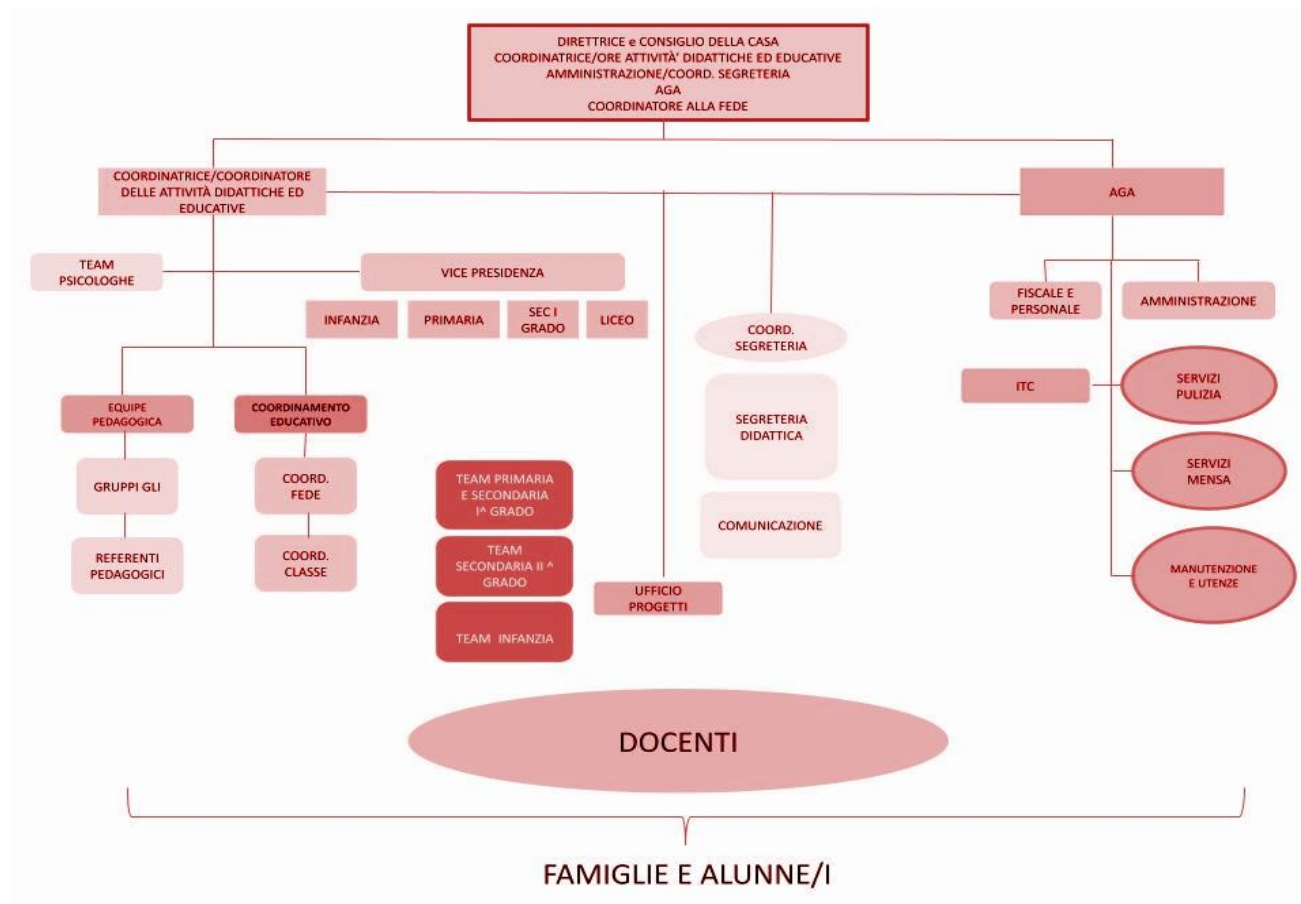 DIRETTRICE e CONSIGLIO DELLA CASA
COORDINATRICE/ORE ATTIVITA' DIDATTICHE ED EDUCATIVE
AMMINISTRAZIONE/COORD. SEGRETERIA
AGA
COORDINATORE ALLA FEDE
COORDINATRICE/COORDINATORE
DELLE ATTIVITÀ DIDATTICHE ED
EDUCATIVE
AGA
TEAM
PSICOLOGHE
VICE PRESIDENZA
INFANZIA
PRIMARIA
SEC I
GRADO
LICEO
FISCALE E
PERSONALE
AMMINISTRAZIONE
COORD.
SEGRETERIA
ITC
SERVIZI
PULIZIA
EQUIPE
PEDAGOGICA
COORDINAMENTO
EDUCATIVO
SEGRETERIA
DIDATTICA
GRUPPI GLI
COORD.
FEDE
TEAM PRIMARIA
E SECONDARIA
I^ GRADO
SERVIZI
MENSA
COMUNICAZIONE
REFERENTI
PEDAGOGICI
COORD.
CLASSE
TEAM
SECONDARIA II ^
GRADO
UFFICIO
PROGETTI
MANUTENZIONE
E UTENZE
TEAM INFANZIA
DOCENTI
FAMIGLIE E ALUNNE/I